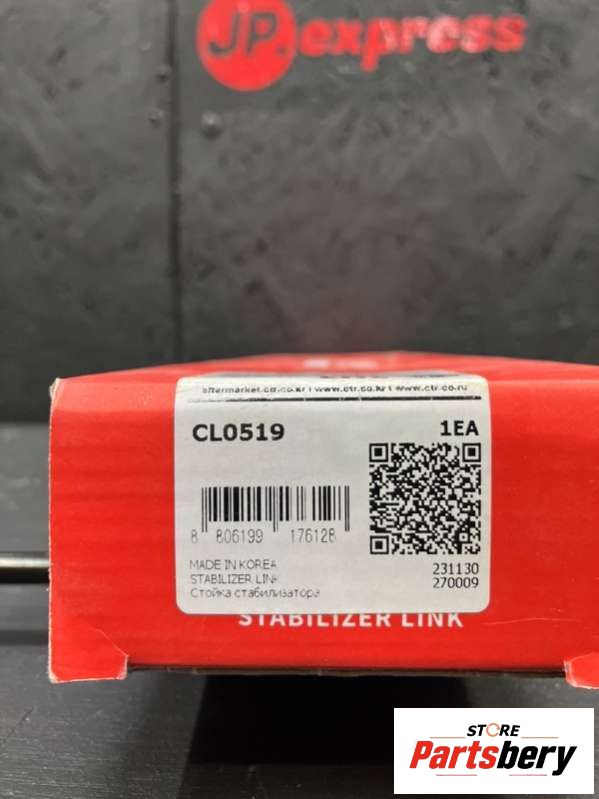 JP.express
aftermarket.ctr.co.kr | www.ctr.co.kr | www.ctr.co.ru
CL0519 1EA
8 806199 176128
MADE IN KOREA
STABILIZER LINK
Стойка стабилизатора
231130
270009
STABILIZER LINK
STORE
Partsbery